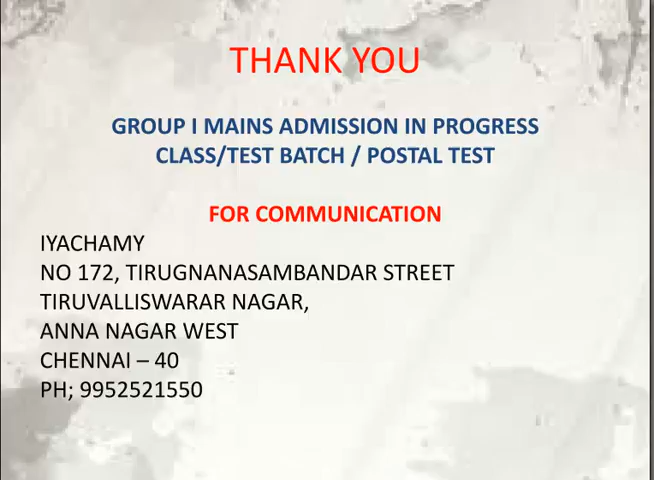 THANK YOU
GROUP I MAINS ADMISSION IN PROGRESS
CLASS/TEST BATCH / POSTAL TEST
FOR COMMUNICATION
IYACHAMY
NO 172, TIRUGNANASAMBANDAR STREET
TIRUVALLISWARAR NAGAR,
ANNA NAGAR WEST
CHENNAI – 40
PH; 9952521550